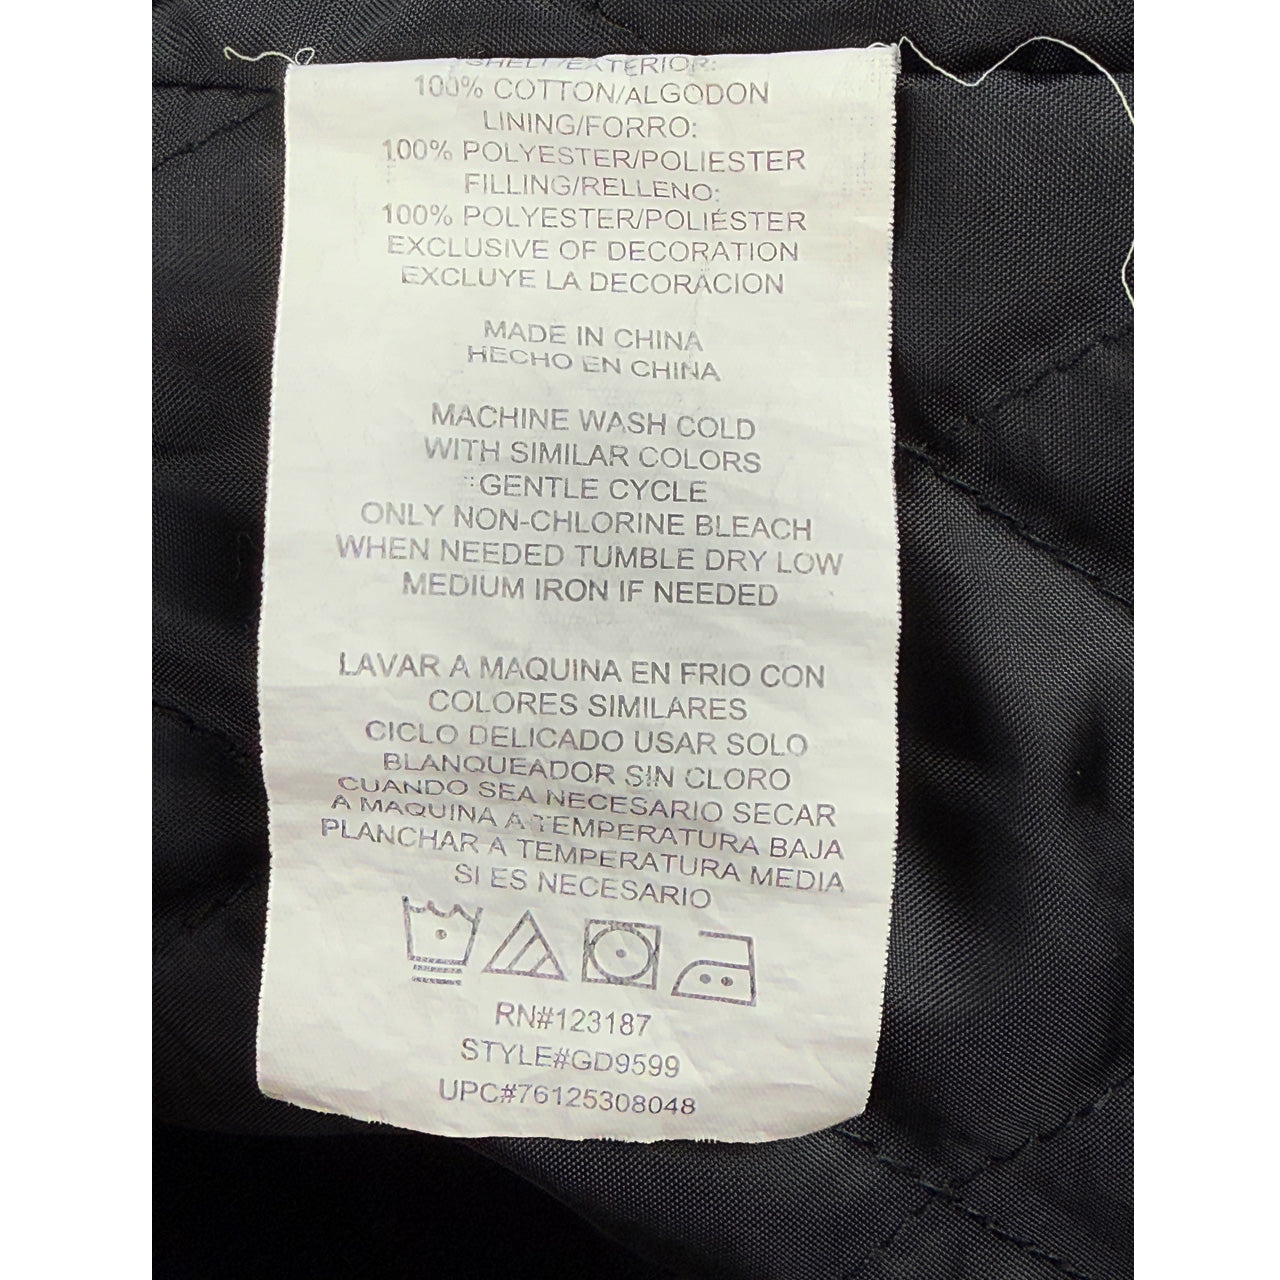 SHELL/EXTERIOR:
100% COTTON/ALGODON
LINING/FORRO:
100% POLYESTER/POLIESTER
FILLING/RELLENO:
100% POLYESTER/POLIÉSTER
EXCLUSIVE OF DECORATION
EXCLUYE LA DECORACION
MADE IN CHINA
HECHO EN CHINA
MACHINE WASH COLD
WITH SIMILAR COLORS
GENTLE CYCLE
ONLY NON-CHLORINE BLEACH
WHEN NEEDED TUMBLE DRY LOW
MEDIUM IRON IF NEEDED
LAVAR A MAQUINA EN FRIO CON
COLORES SIMILARES
CICLO DELICADO USAR SOLO
BLANQUEADOR SIN CLORO
CUANDO SEA NECESARIO SECAR
A MAQUINA A TEMPERATURA BAJA
PLANCHAR A TEMPERATURA MEDIA
SI ES NECESARIO
RN#123187
STYLE#GD9599
UPC#76125308048